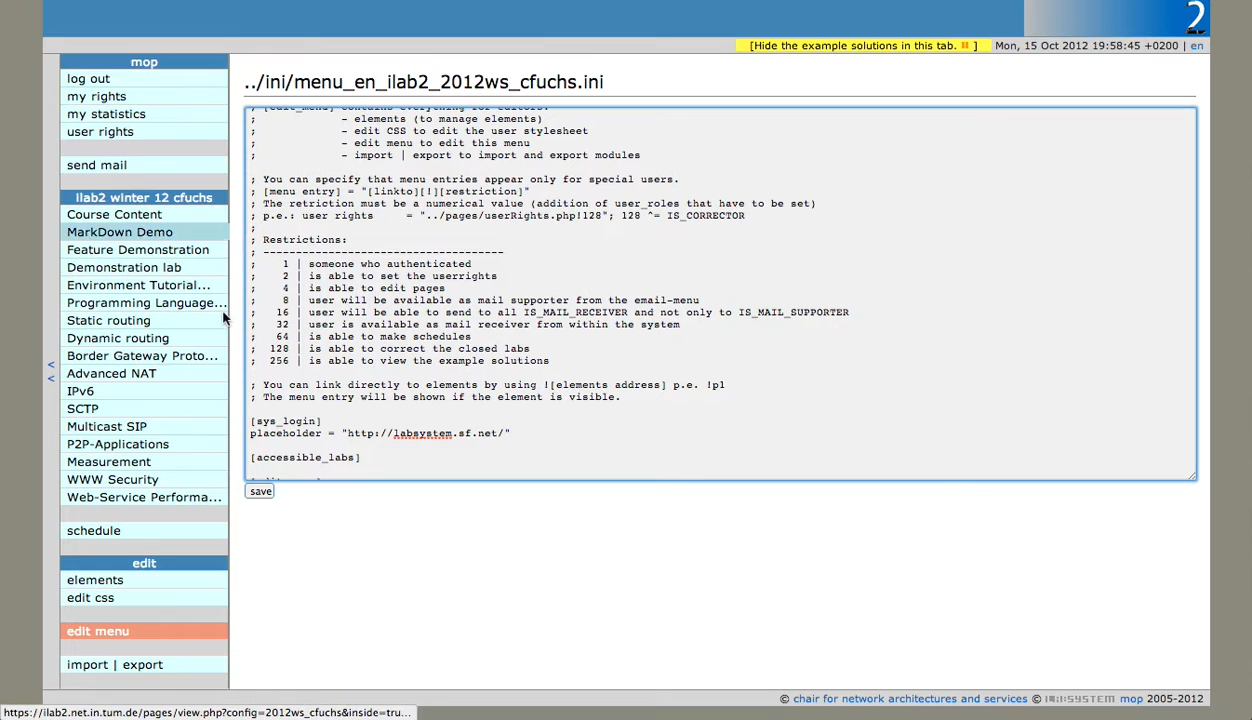 2
[Hide the example solutions in this tab. ] Mon, 15 Oct 2012 19:58:45 +0200 | en
mop
log out
my rights
my statistics
user rights
send mail
ilab2 winter 12 cfuchs
Course Content
MarkDown Demo
Feature Demonstration
Demonstration lab
Environment Tutorial...
Programming Language...
Static routing
Dynamic routing
Border Gateway Proto...
Advanced NAT
IPv6
SCTP
Multicast SIP
P2P-Applications
Measurement
WWW Security
Web-Service Performa...
schedule
edit
elements
edit css
edit menu
import | export
<
<
../ini/menu_en_ilab2_2012ws_cfuchs.ini
; [edit_menu] contains everything for editors:
; - elements (to manage elements)
; - edit CSS to edit the user stylesheet
; - edit menu to edit this menu
; - import | export to import and export modules
; You can specify that menu entries appear only for special users.
; [menu entry] = "[linkto][!][restriction]"
; The retriction must be a numerical value (addition of user_roles that have to be set)
; p.e.: user rights = "../pages/userRights.php!128"; 128 ^= IS_CORRECTOR
;
; Restrictions:
; -----------------------------------
; 1 | someone who authenticated
; 2 | is able to set the userrights
; 4 | is able to edit pages
; 8 | user will be available as mail supporter from the email-menu
; 16 | user will be able to send to all IS_MAIL_RECEIVER and not only to IS_MAIL_SUPPORTER
; 32 | user is available as mail receiver from within the system
; 64 | is able to make schedules
; 128 | is able to correct the closed labs
; 256 | is able to view the example solutions
; You can link directly to elements by using ![elements address] p.e. !p1
; The menu entry will be shown if the element is visible.
[sys_login]
placeholder = "http://labsystem.sf.net/"
[accessible_labs]
save
© chair for network architectures and services © l4b:SYSTEM mop 2005-2012
https://ilab2.net.in.tum.de/pages/view.php?config=2012ws_cfuchs&inside=tru...